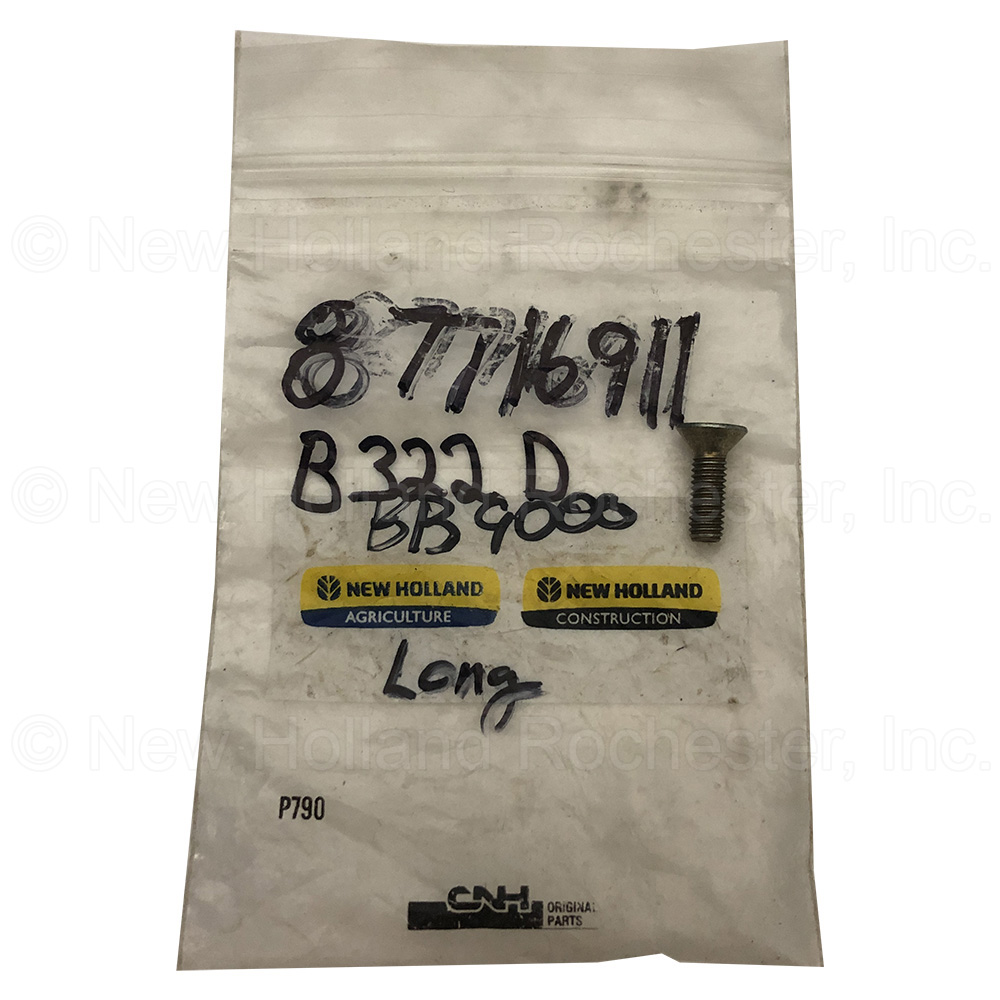 © New Holland Rochester, Inc.
87716911
B322D
BB9000
© New Holland Rochester, Inc.
NEW HOLLAND
AGRICULTURE
NEW HOLLAND
CONSTRUCTION
Long
© New Holland Rochester, Inc.
P790
CNH
ORIGINAL
PARTS